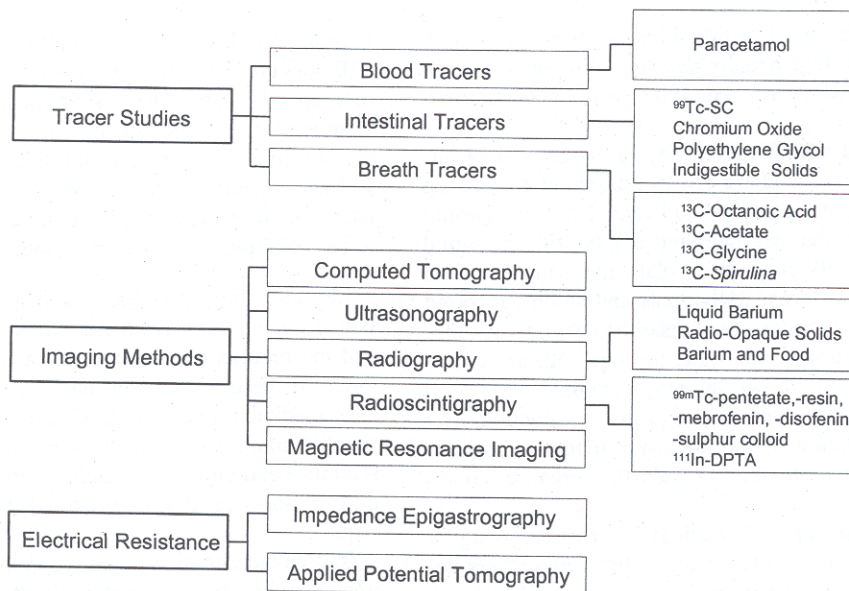 Tracer Studies
Blood Tracers
Paracetamol
Intestinal Tracers
⁹⁹Tc-SC
Chromium Oxide
Polyethylene Glycol
Indigestible Solids
Breath Tracers
¹³C-Octanoic Acid
¹³C-Acetate
¹³C-Glycine
¹³C-Spirulina
Imaging Methods
Computed Tomography
Ultrasonography
Radiography
Liquid Barium
Radio-Opaque Solids
Barium and Food
Radioscintigraphy
⁹⁹ᵐTc-pentetate,-resin,
-mebrofenin, -disofenin
-sulphur colloid
¹¹¹In-DPTA
Magnetic Resonance Imaging
Electrical Resistance
Impedance Epigastrography
Applied Potential Tomography